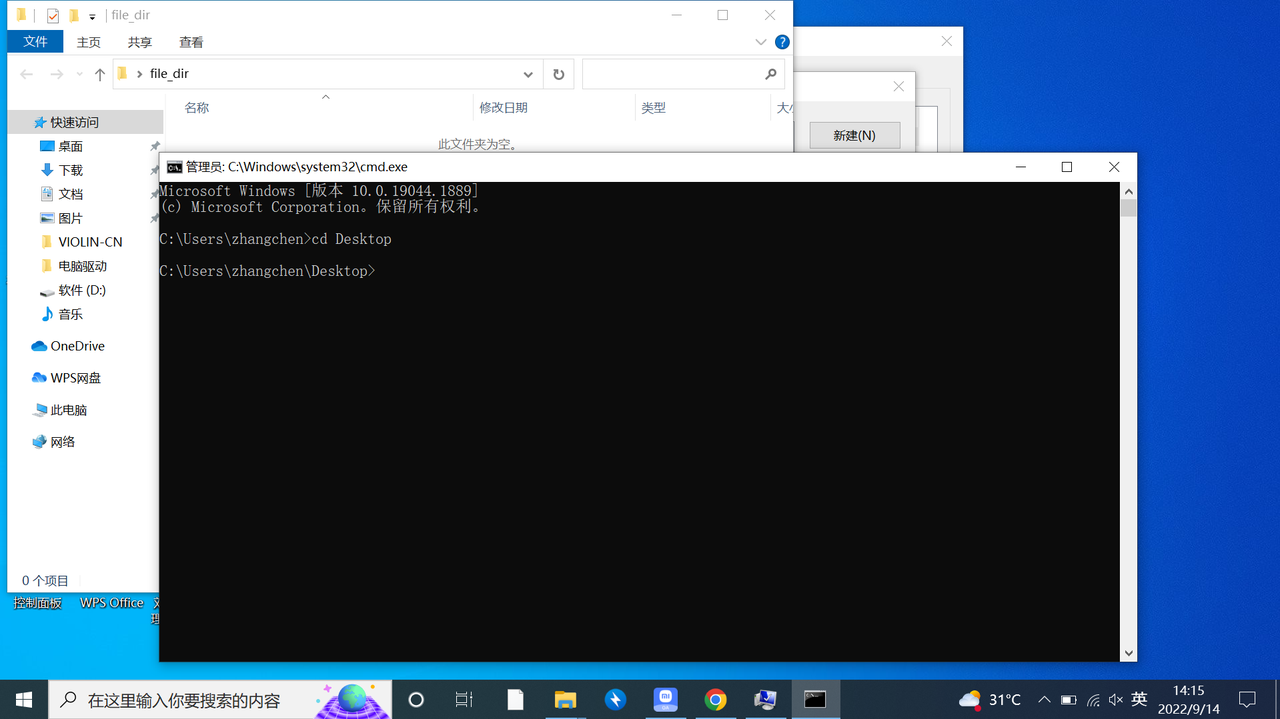 file_dir
文件 主页 共享 查看
file_dir
名称 修改日期 类型
此文件夹为空。
快速访问
桌面
下载
文档
图片
VIOLIN-CN
电脑驱动
软件 (D:)
音乐
OneDrive
WPS网盘
此电脑
网络
0 个项目
新建(N)
管理员: C:\Windows\system32\cmd.exe
Microsoft Windows [版本 10.0.19044.1889]
(c) Microsoft Corporation。保留所有权利。
C:\Users\zhangchen>cd Desktop
C:\Users\zhangchen\Desktop>
控制面板 WPS Office
在这里输入你要搜索的内容
31°C 英 14:15
2022/9/14